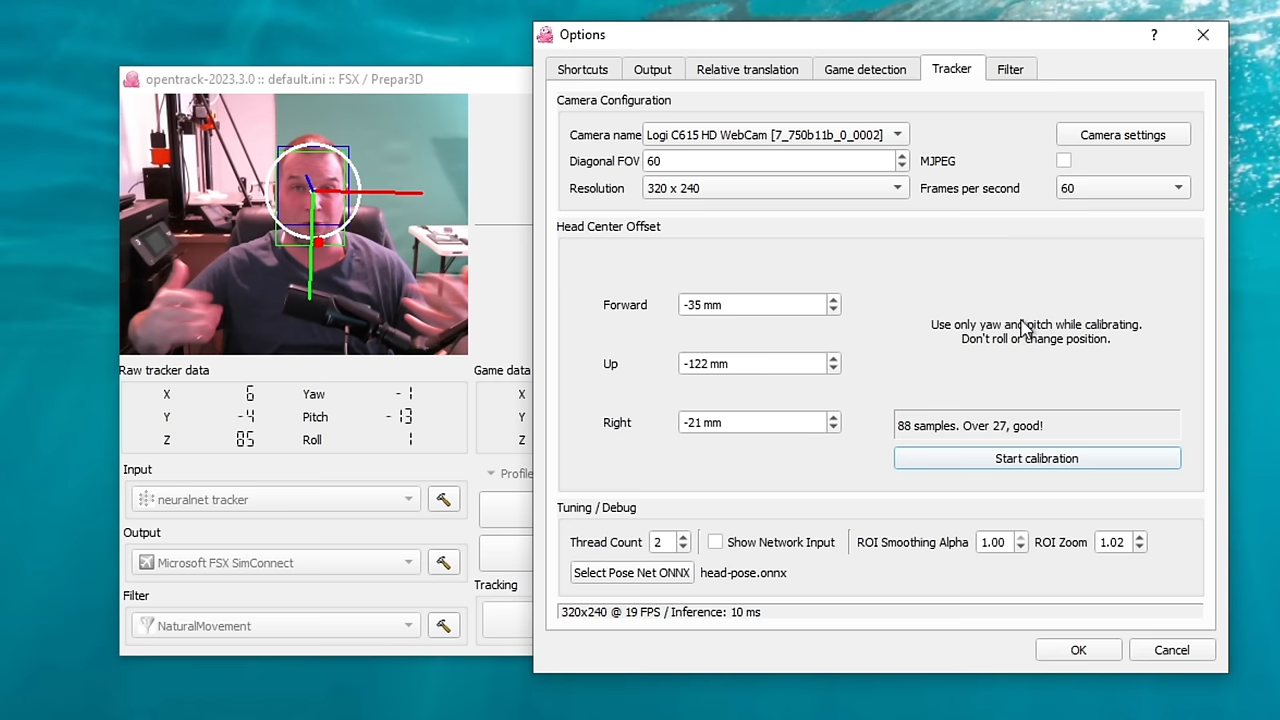 opentrack-2023.3.0 :: default.ini :: FSX / Prepar3D
Raw tracker data
X 6 Yaw -1
Y -4 Pitch -13
Z 85 Roll 1
Game data
X
Y
Z
Input
neuralnet tracker
Output
Microsoft FSX SimConnect
Filter
NaturalMovement
Profile
Tracking
Options
? ×
Shortcuts Output Relative translation Game detection Tracker Filter
Camera Configuration
Camera name Logi C615 HD WebCam [7_750b11b_0_0002] Camera settings
Diagonal FOV 60 MJPEG
Resolution 320 x 240 Frames per second 60
Head Center Offset
Forward -35 mm
Up -122 mm
Right -21 mm
Use only yaw and pitch while calibrating.
Don't roll or change position.
88 samples. Over 27, good!
Start calibration
Tuning / Debug
Thread Count 2 Show Network Input ROI Smoothing Alpha 1.00 ROI Zoom 1.02
Select Pose Net ONNX head-pose.onnx
320x240 @ 19 FPS / Inference: 10 ms
OK Cancel